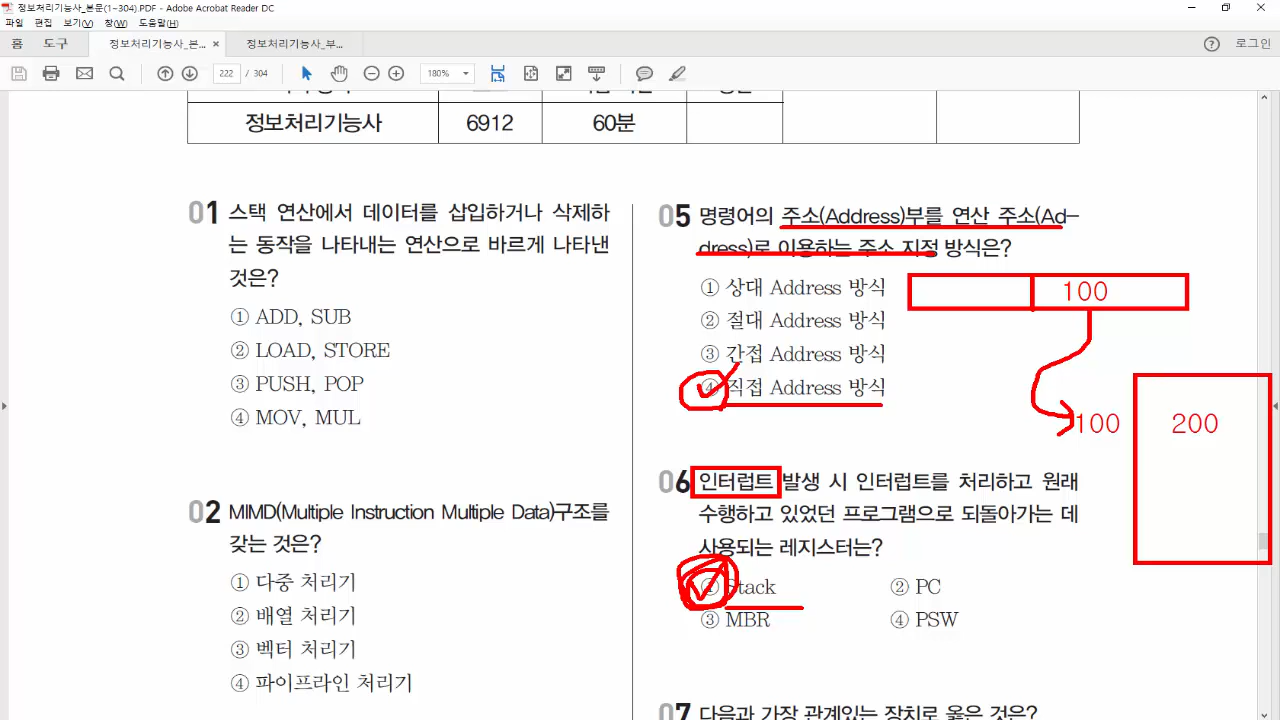 정보처리기능사_본문(1~304).PDF - Adobe Acrobat Reader DC
파일 편집 보기(V) 창(W) 도움말(H)
홈 도구 정보처리기능사_본... × 정보처리기능사_부... 로그인
222 / 304 180%
정보처리기능사 6912 60분
01 스택 연산에서 데이터를 삽입하거나 삭제하
는 동작을 나타내는 연산으로 바르게 나타낸
것은?
① ADD, SUB
② LOAD, STORE
③ PUSH, POP
④ MOV, MUL
02 MIMD(Multiple Instruction Multiple Data)구조를
갖는 것은?
① 다중 처리기
② 배열 처리기
③ 벡터 처리기
④ 파이프라인 처리기
05 명령어의 주소(Address)부를 연산 주소(Ad-
dress)로 이용하는 주소 지정 방식은?
① 상대 Address 방식
② 절대 Address 방식
③ 간접 Address 방식
④ 직접 Address 방식
100
100 200
06 인터럽트 발생 시 인터럽트를 처리하고 원래
수행하고 있었던 프로그램으로 되돌아가는 데
사용되는 레지스터는?
① Stack ② PC
③ MBR ④ PSW
07 다음과 가장 관계있는 장치로 옳은 것은?